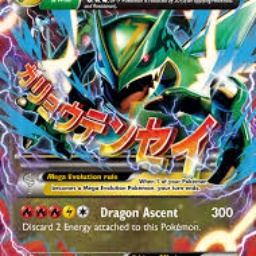 ガリョウテンセイ
Mega Evolution rule
When 1 of your Pokémon
becomes a Mega Evolution Pokémon, your turn ends.
Dragon Ascent 300
Discard 2 Energy attached to this Pokémon.